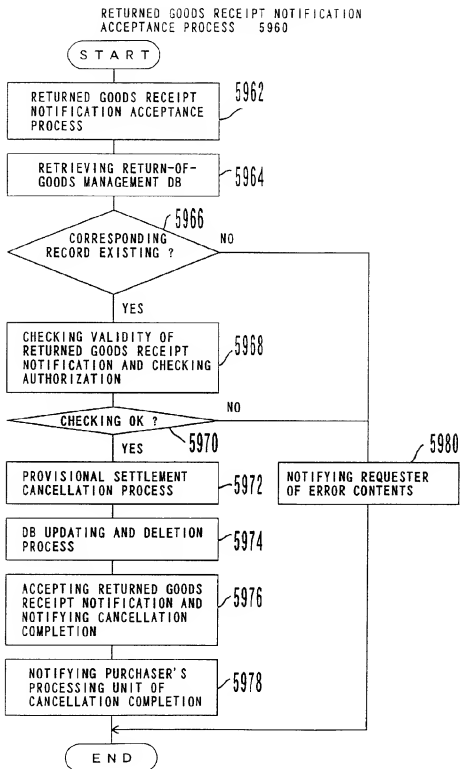 RETURNED GOODS RECEIPT NOTIFICATION
ACCEPTANCE PROCESS 5960
START
RETURNED GOODS RECEIPT
NOTIFICATION ACCEPTANCE
PROCESS
5962
RETRIEVING RETURN-OF-
GOODS MANAGEMENT DB
5964
5966
CORRESPONDING
RECORD EXISTING ?
NO
YES
CHECKING VALIDITY OF
RETURNED GOODS RECEIPT
NOTIFICATION AND CHECKING
AUTHORIZATION
5968
CHECKING OK ?
NO
5970
YES
PROVISIONAL SETTLEMENT
CANCELLATION PROCESS
5972
5980
NOTIFYING REQUESTER
OF ERROR CONTENTS
DB UPDATING AND DELETION
PROCESS
5974
ACCEPTING RETURNED GOODS
RECEIPT NOTIFICATION AND
NOTIFYING CANCELLATION
COMPLETION
5976
NOTIFYING PURCHASER'S
PROCESSING UNIT OF
CANCELLATION COMPLETION
5978
END